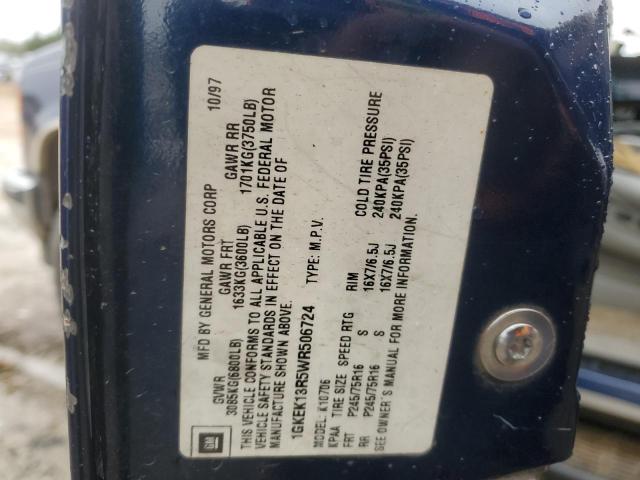 GM
MFD BY GENERAL MOTORS CORP 10/97
GVWR GAWR FRT GAWR RR
3085KG(6800LB) 1633KG(3600LB) 1701KG(3750LB)
THIS VEHICLE CONFORMS TO ALL APPLICABLE U.S. FEDERAL MOTOR
VEHICLE SAFETY STANDARDS IN EFFECT ON THE DATE OF
MANUFACTURE SHOWN ABOVE.
1GKEK13R5WR506724 TYPE: M.P.V.
MODEL: K10706
KPAA TIRE SIZE SPEED RTG RIM COLD TIRE PRESSURE
FRT P245/75R16 S 16X7/6.5J 240KPA(35PSI)
RR P245/75R16 S 16X7/6.5J 240KPA(35PSI)
SEE OWNER'S MANUAL FOR MORE INFORMATION.